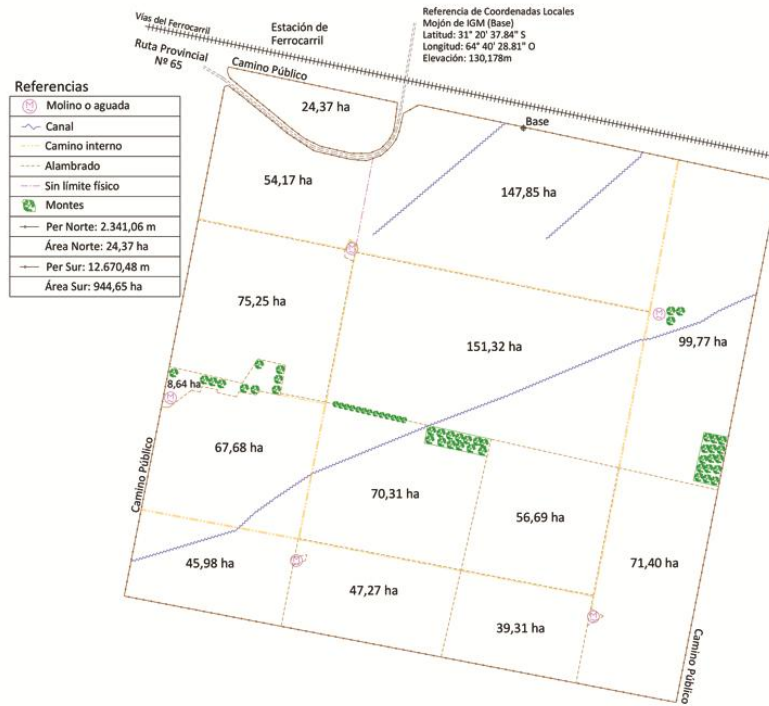 Vías del Ferrocarril
Estación de
Ferrocarril
Referencia de Coordenadas Locales
Mojón de IGM (Base)
Latitud: 31° 20' 37.84" S
Longitud: 64° 40' 28.81" O
Elevación: 130,178m
Ruta Provincial
Nº 65
Camino Público
24,37 ha
Base
Referencias
Molino o aguada
Canal
Camino interno
Alambrado
Sin límite físico
Montes
Per Norte: 2.341,06 m
Área Norte: 24,37 ha
Per Sur: 12.670,48 m
Área Sur: 944,65 ha
54,17 ha
147,85 ha
75,25 ha
151,32 ha
99,77 ha
8,64 ha
67,68 ha
70,31 ha
56,69 ha
71,40 ha
45,98 ha
47,27 ha
39,31 ha
Camino Público
Camino Público